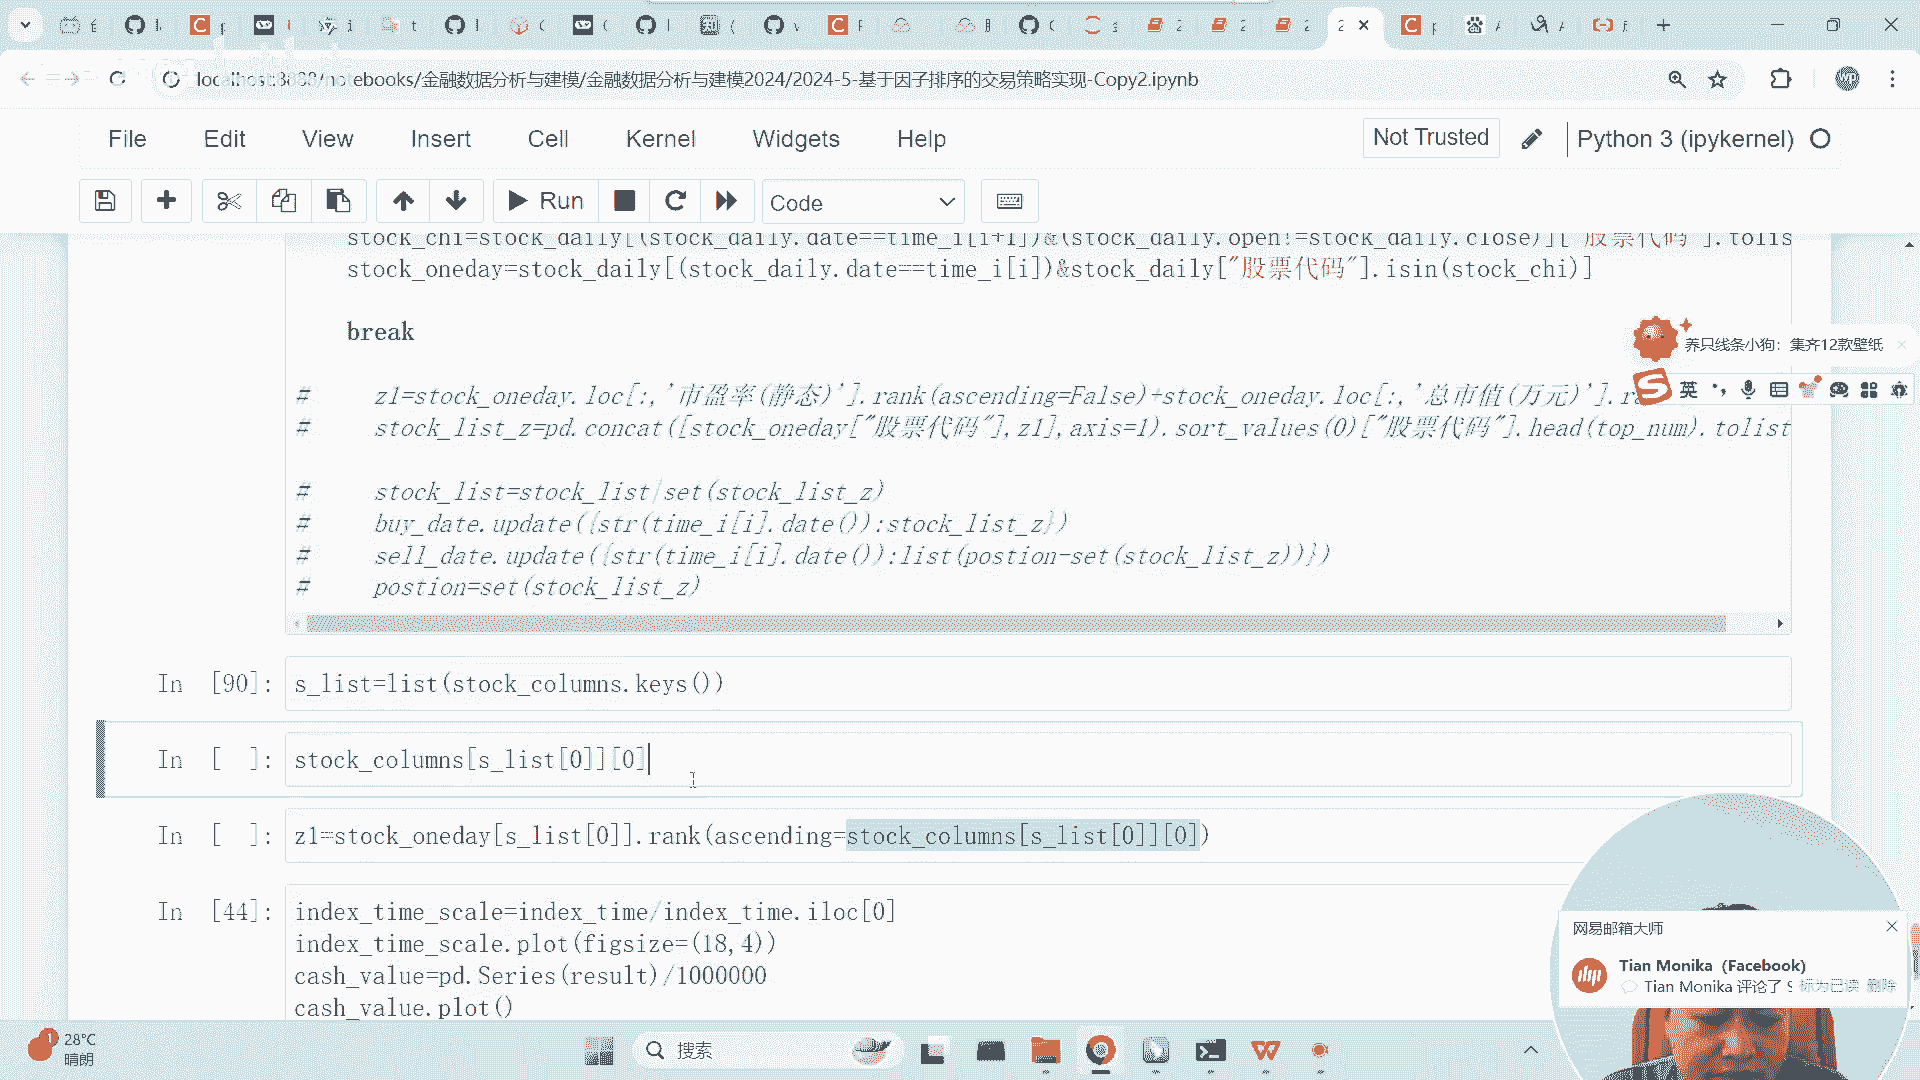 localhost:8888/notebooks/金融数据分析与建模/金融数据分析与建模2024/2024-5-基于因子排序的交易策略实现-Copy2.ipynb
File Edit View Insert Cell Kernel Widgets Help
Not Trusted
Python 3 (ipykernel)
Run
Code
stock_chi=stock_daily[(stock_daily.date==time_i[i+1])&(stock_daily.open!=stock_daily.close)]["股票代码"].tolis
stock_oneday=stock_daily[(stock_daily.date==time_i[i])&stock_daily["股票代码"].isin(stock_chi)]
break
养只线条小狗：集齐12款壁纸
英
# z1=stock_oneday.loc[:,'市盈率(静态)'].rank(ascending=False)+stock_oneday.loc[:,'总市值(万元)'].r
# stock_list_z=pd.concat([stock_oneday["股票代码"],z1],axis=1).sort_values(0)["股票代码"].head(top_num).tolist
# stock_list=stock_list|set(stock_list_z)
# buy_date.update({str(time_i[i].date()):stock_list_z})
# sell_date.update({str(time_i[i].date()):list(postion-set(stock_list_z))})
# postion=set(stock_list_z)
In [90]: s_list=list(stock_columns.keys())
In [ ]: stock_columns[s_list[0]][0]
In [ ]: z1=stock_oneday[s_list[0]].rank(ascending=stock_columns[s_list[0]][0])
In [44]: index_time_scale=index_time/index_time.iloc[0]
index_time_scale.plot(figsize=(18,4))
cash_value=pd.Series(result)/1000000
cash_value.plot()
网易邮箱大师
Tian Monika (Facebook)
Tian Monika 评论了 标为已读 删除
28°C
晴朗
搜索